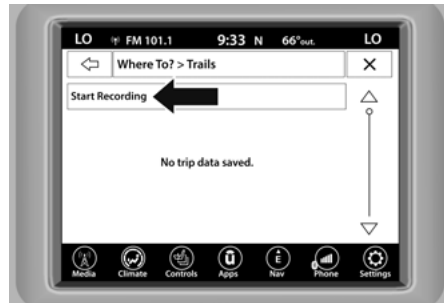 LO FM 101.1 9:33 N 66°out. LO
Where To? > Trails
Start Recording
No trip data saved.
Media Climate Controls Apps Nav Phone Settings